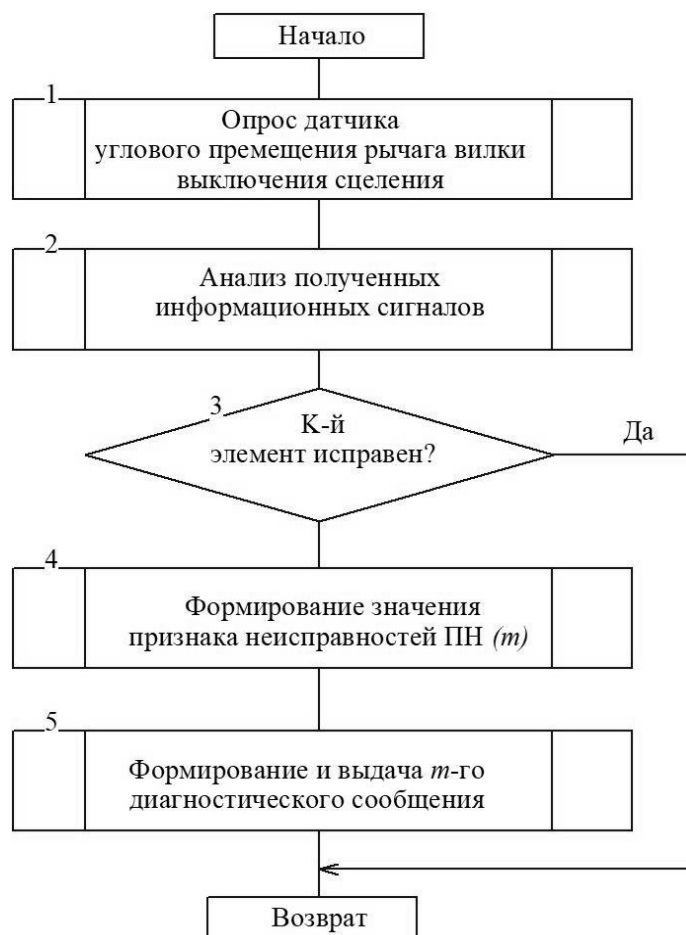 Начало
1
Опрос датчика
углового премещения рычага вилки
выключения сцеления
2
Анализ полученных
информационных сигналов
3
К-й
элемент исправен?
Да
4
Формирование значения
признака неисправностей ПН (m)
5
Формирование и выдача m-го
диагностического сообщения
Возврат